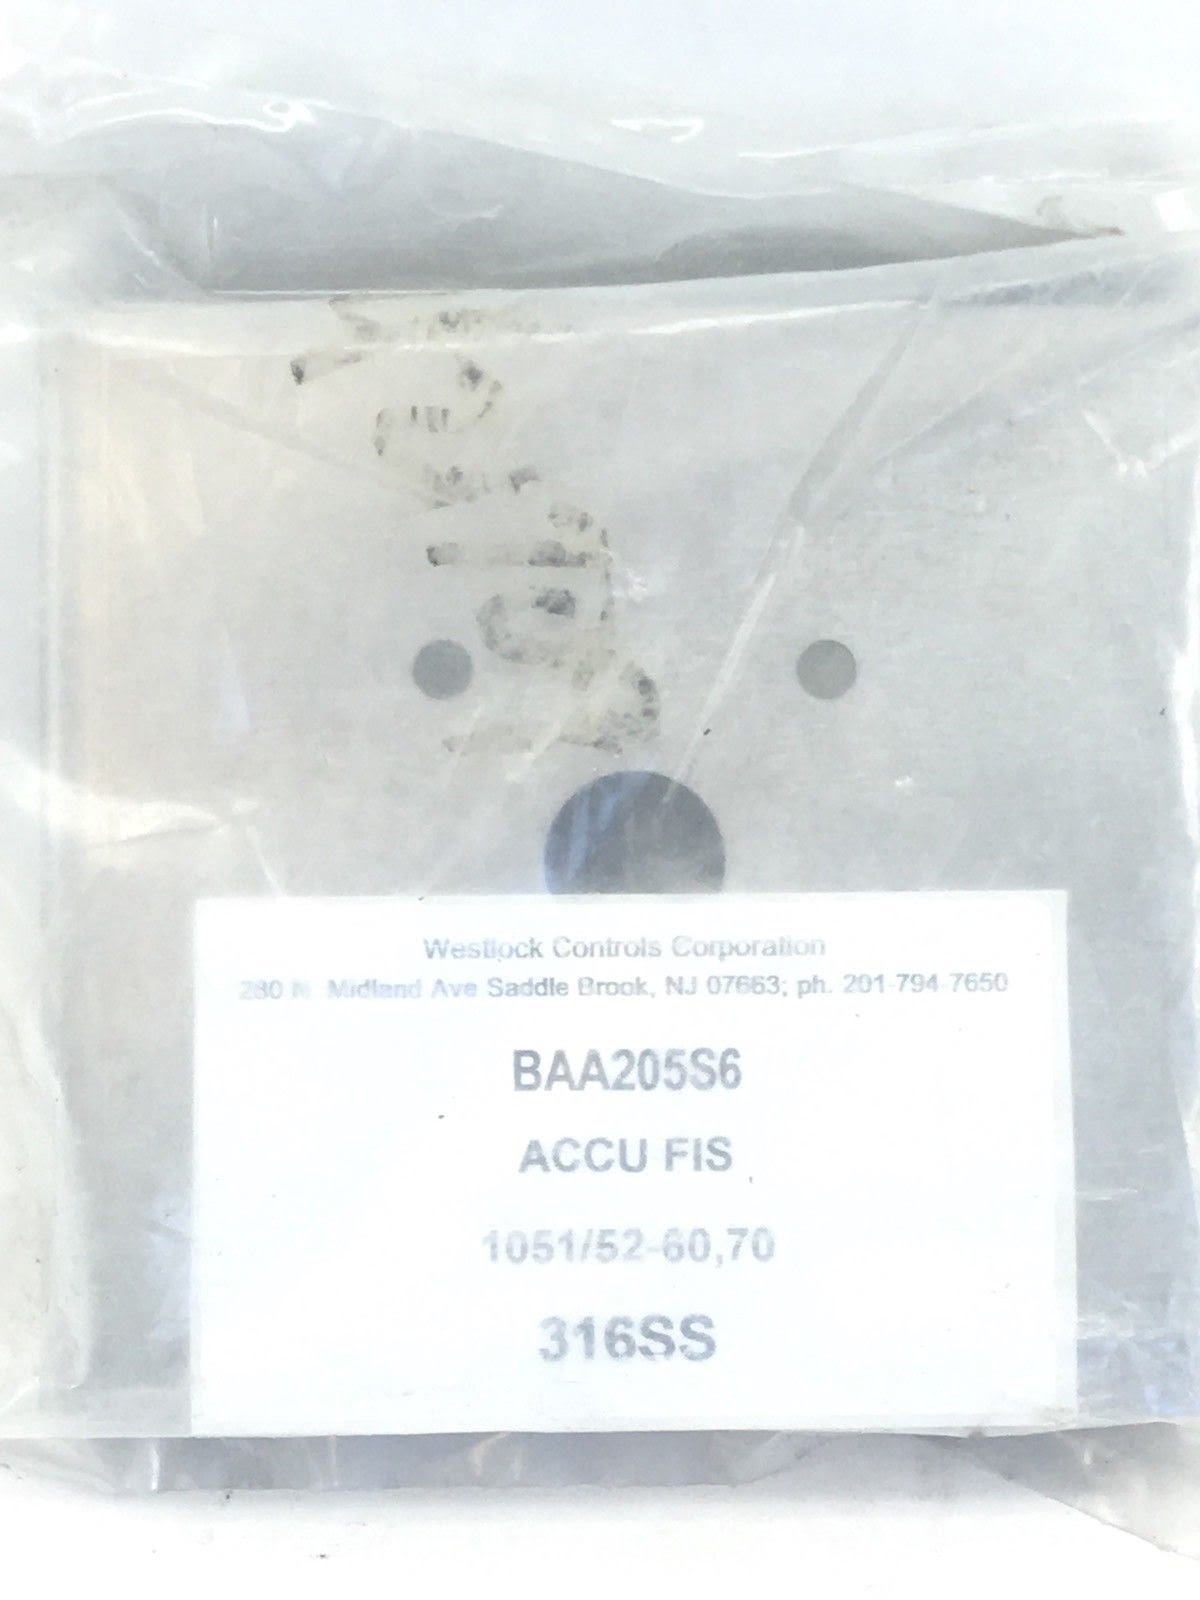 Westlock Controls Corporation
280 N. Midland Ave Saddle Brook, NJ 07663; ph. 201-794-7650
BAA205S6
ACCU FIS
1051/52-60,70
316SS